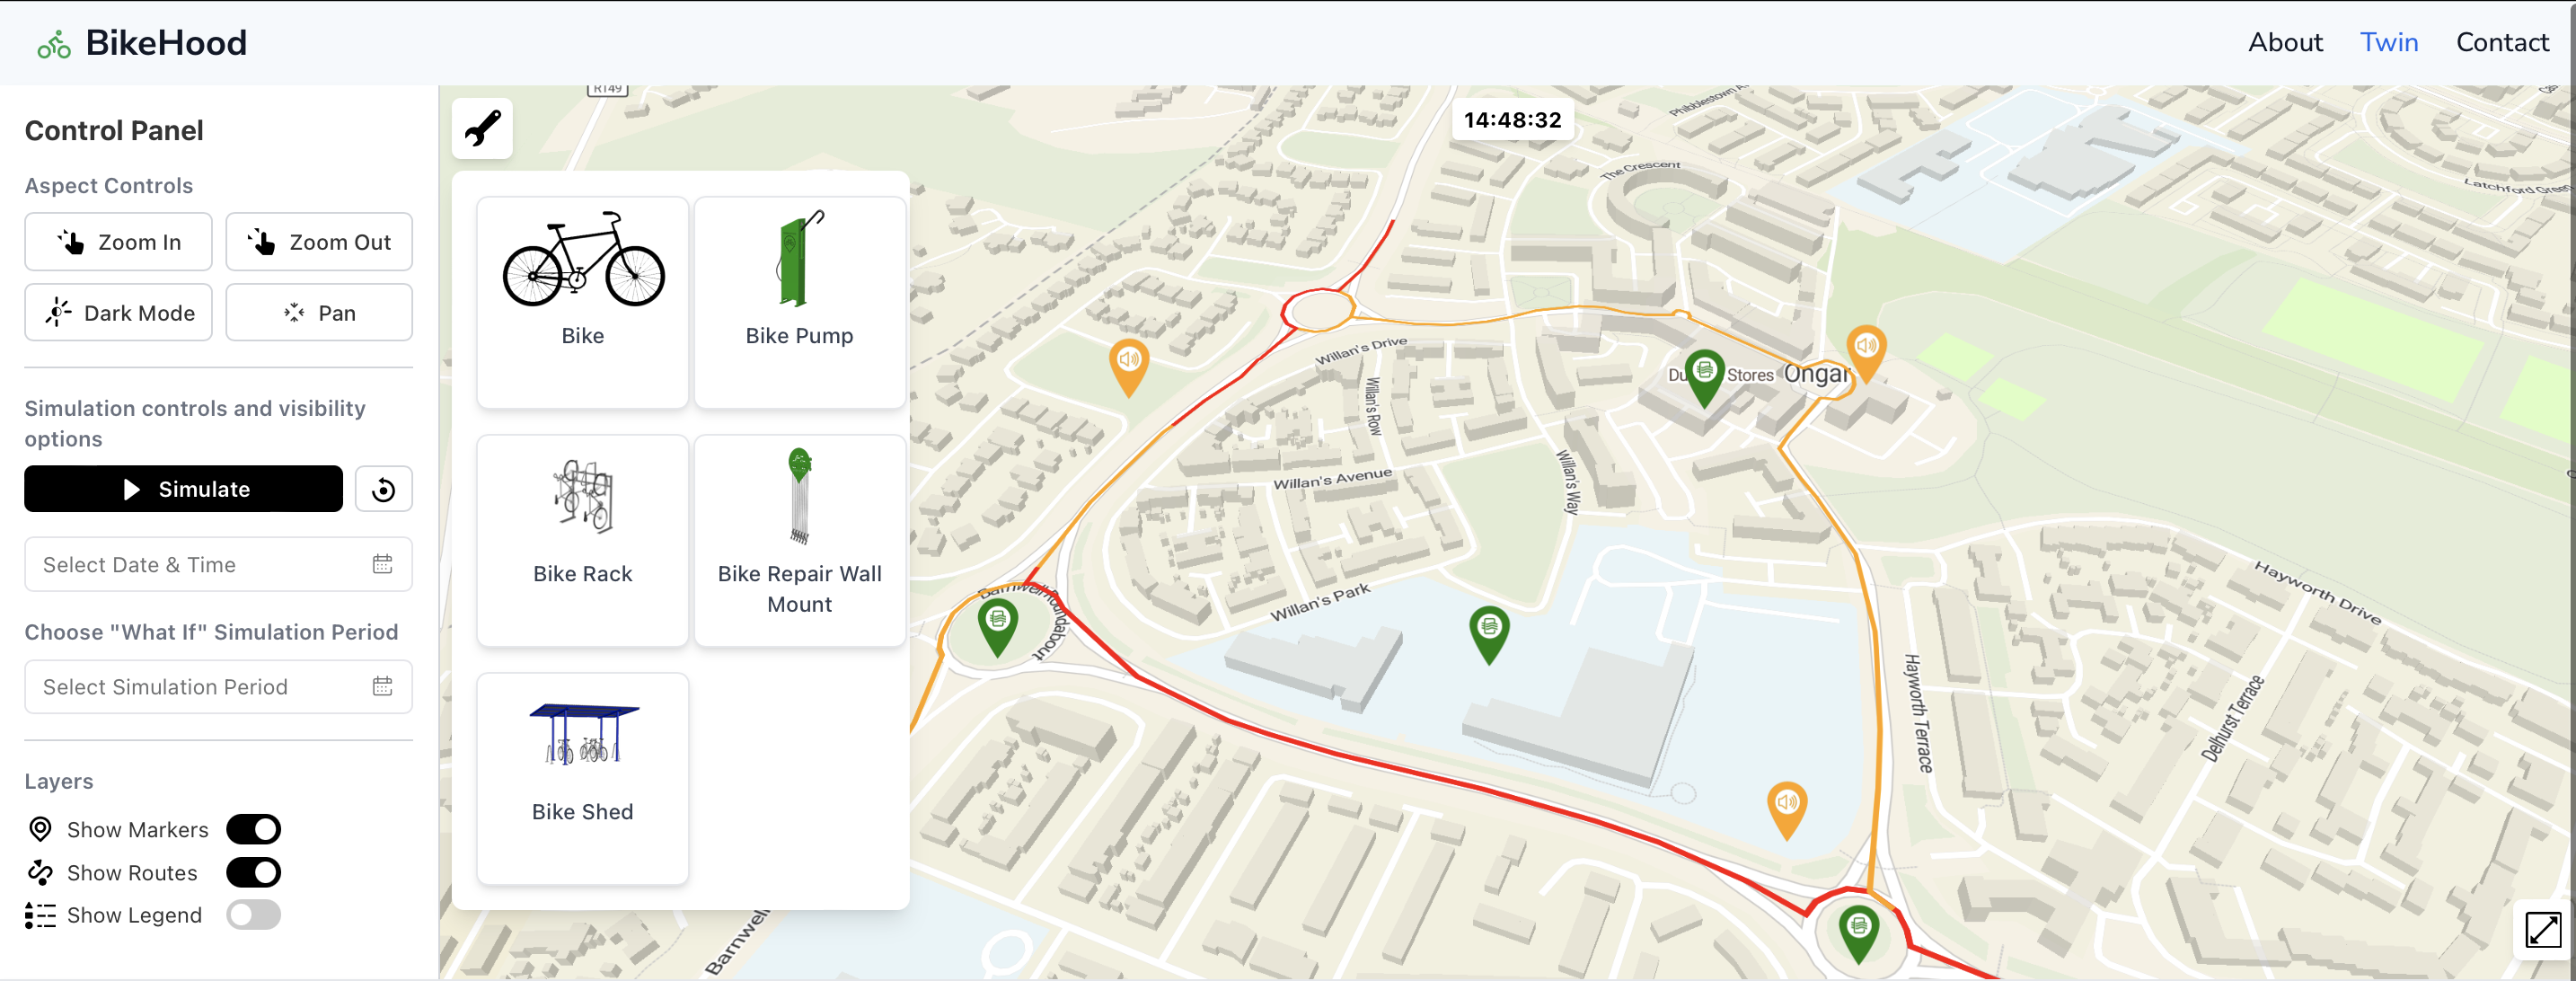 BikeHood
About
Twin
Contact
Control Panel
Aspect Controls
Zoom In
Zoom Out
Dark Mode
Pan
Simulation controls and visibility
options
Simulate
Select Date & Time
Choose "What If" Simulation Period
Select Simulation Period
Layers
Show Markers
Show Routes
Show Legend
Bike
Bike Pump
Bike Rack
Bike Repair Wall
Mount
Bike Shed
14:48:32
R149
The Crescent
Latchford Green
Willan's Drive
Willan's Row
Stores
Ongar
Willan's Avenue
Willan's Way
Willan's Park
Hayworth Drive
Hayworth Terrace
Delhurst Terrace